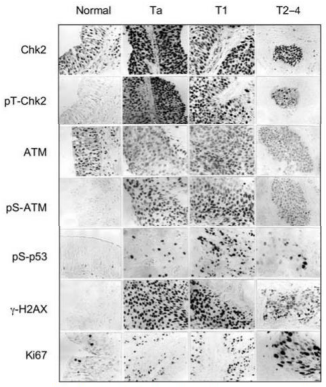 Normal Ta T1 T2–4
Chk2
pT-Chk2
ATM
pS-ATM
pS-p53
γ-H2AX
Ki67